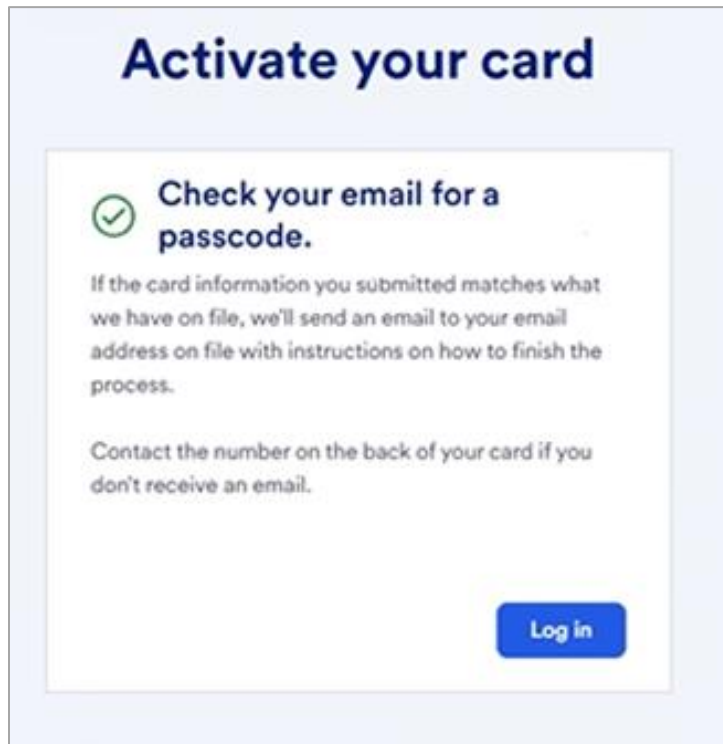 Activate your card
Check your email for a
passcode.
If the card information you submitted matches what
we have on file, we'll send an email to your email
address on file with instructions on how to finish the
process.
Contact the number on the back of your card if you
don't receive an email.
Log in